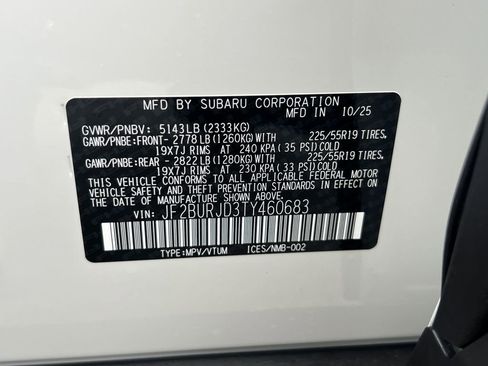 MFD BY SUBARU CORPORATION
MFD IN 10/25
GVWR/PNBV: 5143LB(2333KG)
GAWR/PNBE:FRONT- 2778LB(1260KG)WITH 225/55R19 TIRES.
19X7J RIMS AT 240 KPA(35 PSI)COLD
GAWR/PNBE:REAR - 2822LB(1280KG)WITH 225/55R19 TIRES.
19X7J RIMS AT 230 KPA(33 PSI)COLD
THIS VEHICLE CONFORMS TO ALL APPLICABLE FEDERAL MOTOR
VEHICLE SAFETY AND THEFT PREVENTION STANDARDS IN EFFECT
ON THE DATE OF MANUFACTURE SHOWN ABOVE.
VIN: JF2BURJD3TY460683
TYPE:MPV/VTUM ICES/NMB-002